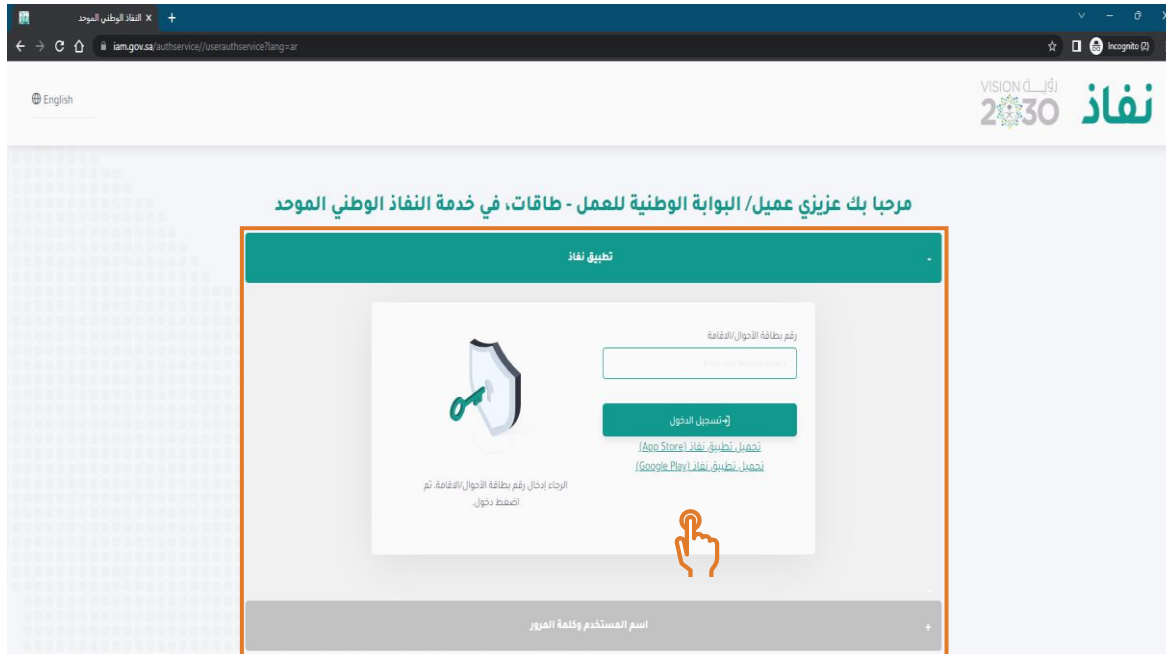 النفاذ الوطني الموحد
iam.gov.sa/authservice//userauthservice?lang=ar
Incognito (2)
English
VISION رؤيــة
2030
نفاذ
مرحبا بك عزيزي عميل/ البوابة الوطنية للعمل - طاقات، في خدمة النفاذ الوطني الموحد
تطبيق نفاذ
رقم بطاقة الأحوال/الاقامة
تسجيل الدخول
تحميل تطبيق نفاذ (App Store)
تحميل تطبيق نفاذ (Google Play)
الرجاء إدخال رقم بطاقة الأحوال/الاقامة، ثم
اضغط دخول.
اسم المستخدم وكلمة المرور